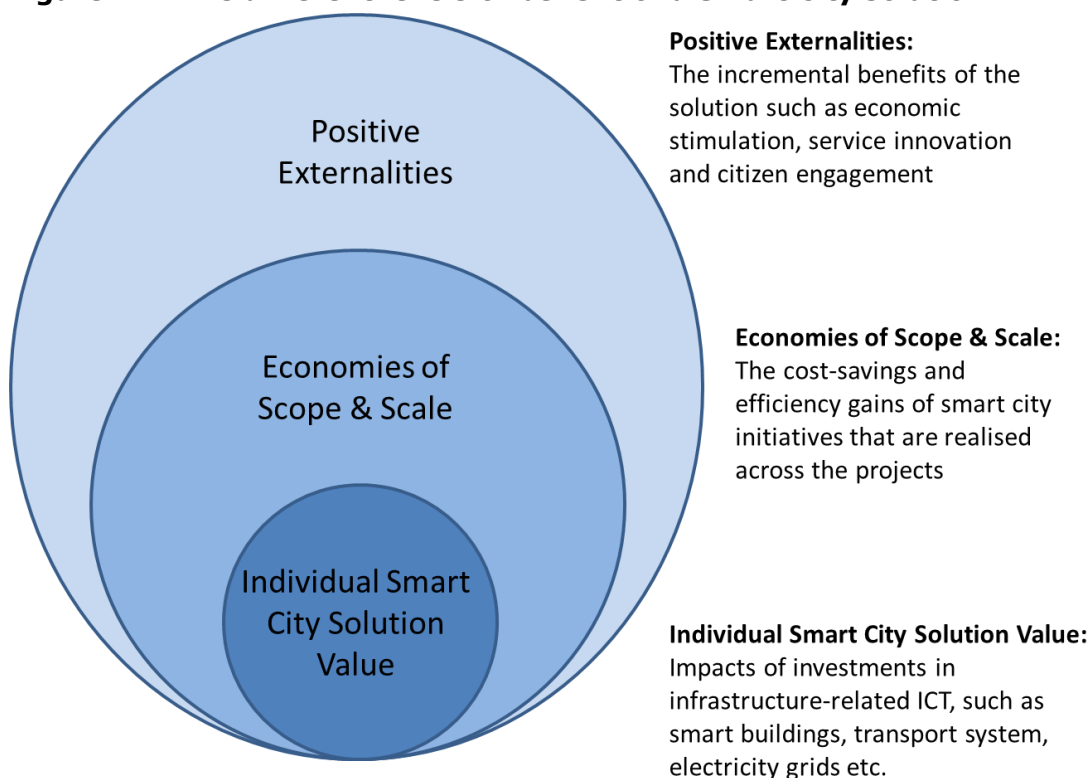 Positive
Externalities
Economies of
Scope & Scale
Individual Smart
City Solution
Value
Positive Externalities:
The incremental benefits of the
solution such as economic
stimulation, service innovation
and citizen engagement
Economies of Scope & Scale:
The cost-savings and
efficiency gains of smart city
initiatives that are realised
across the projects
Individual Smart City Solution Value:
Impacts of investments in
infrastructure-related ICT, such as
smart buildings, transport system,
electricity grids etc.